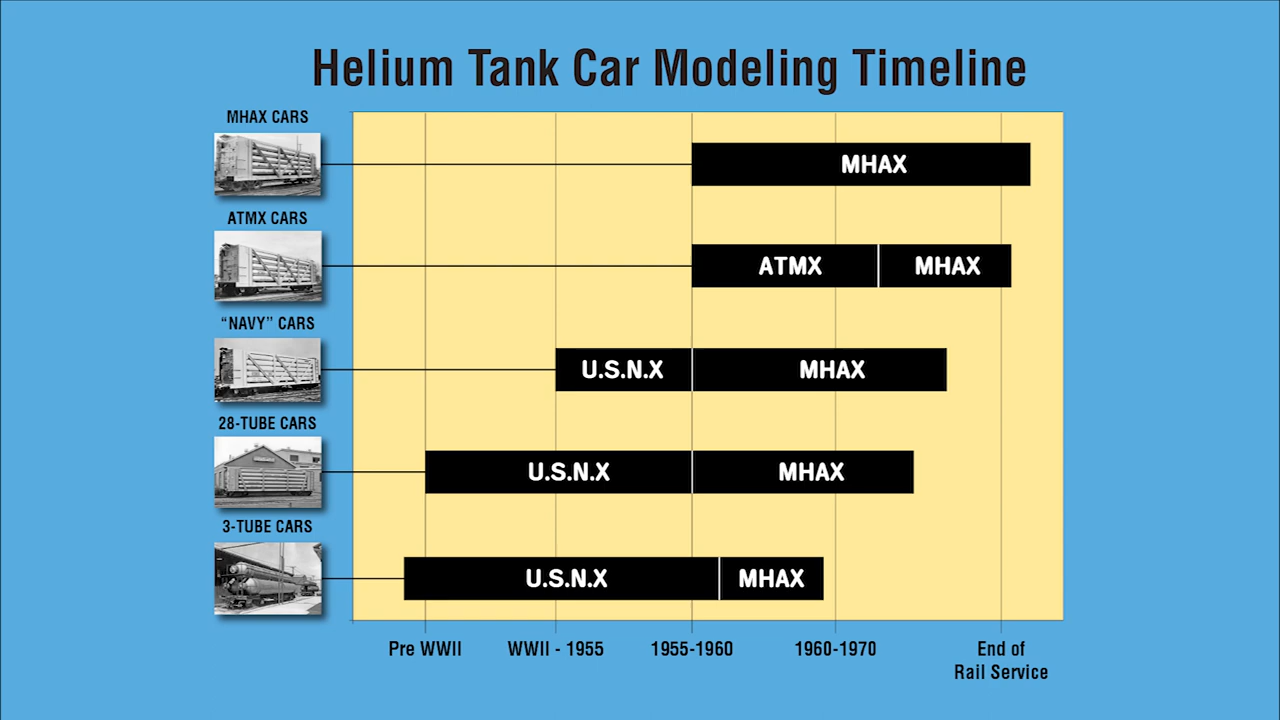 Helium Tank Car Modeling Timeline
MHAX CARS
MHAX
ATMX CARS
ATMX
MHAX
“NAVY” CARS
U.S.N.X
MHAX
28-TUBE CARS
U.S.N.X
MHAX
3-TUBE CARS
U.S.N.X
MHAX
Pre WWII
WWII - 1955
1955-1960
1960-1970
End of
Rail Service